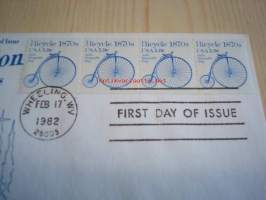 Bicycle 1870s Bicycle 1870s Bicycle 1870s Bicycle 1870s
USA 5.9c USA 5.9c USA 5.9c USA 5.9c
on
WHEELING, WV
FEB 17
1982
26003
FIRST DAY OF ISSUE